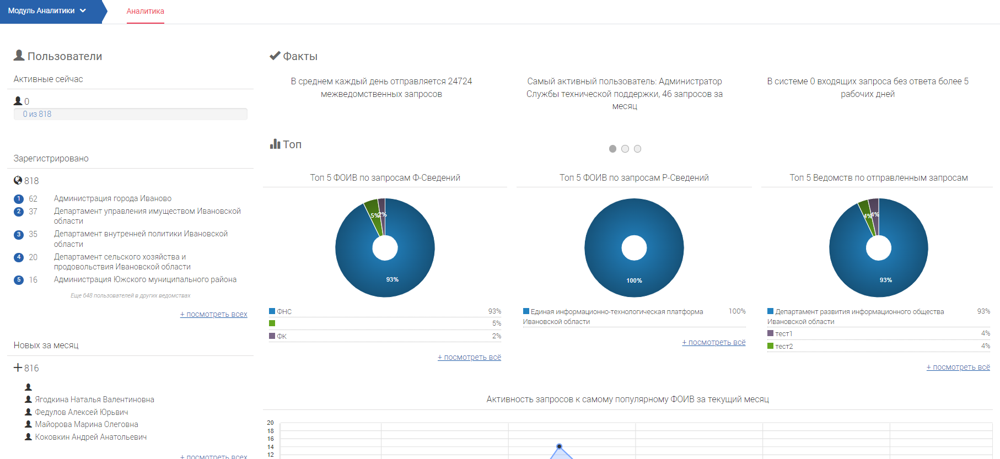 Модуль Аналитики
Аналитика
Пользователи
Активные сейчас
0
0 из 818
Зарегистрировано
818
1 62 Администрация города Иваново
2 37 Департамент управления имуществом Ивановской
области
3 35 Департамент внутренней политики Ивановской
области
4 20 Департамент сельского хозяйства и
продовольствия Ивановской области
5 16 Администрация Южского муниципального района
Еще 648 пользователей в других ведомствах
+ посмотреть всех
Новых за месяц
816
Ягодкина Наталья Валентиновна
Федулов Алексей Юрьвич
Майорова Марина Олеговна
Коковкин Андрей Анатольевич
+ посмотреть всех
Факты
В среднем каждый день отправляется 24724
межведомственных запросов
Самый активный пользователь: Администратор
Службы технической поддержки, 46 запросов за
месяц
В системе 0 входящих запроса без ответа более 5
рабочих дней
Топ
Топ 5 ФОИВ по запросам Ф-Сведений
5%
2%
93%
ФНС 93%
5%
ФК 2%
+ посмотреть всё
Топ 5 ФОИВ по запросам Р-Сведений
100%
Единая информационно-технологическая платформа 100%
Ивановской области
+ посмотреть всё
Топ 5 Ведомств по отправленным запросам
4%
4%
93%
Департамент развития информационного общества 93%
Ивановской области
тест1 4%
тест2 4%
+ посмотреть всё
Активность запросов к самому популярному ФОИВ за текущий месяц
20
18
16
14
12